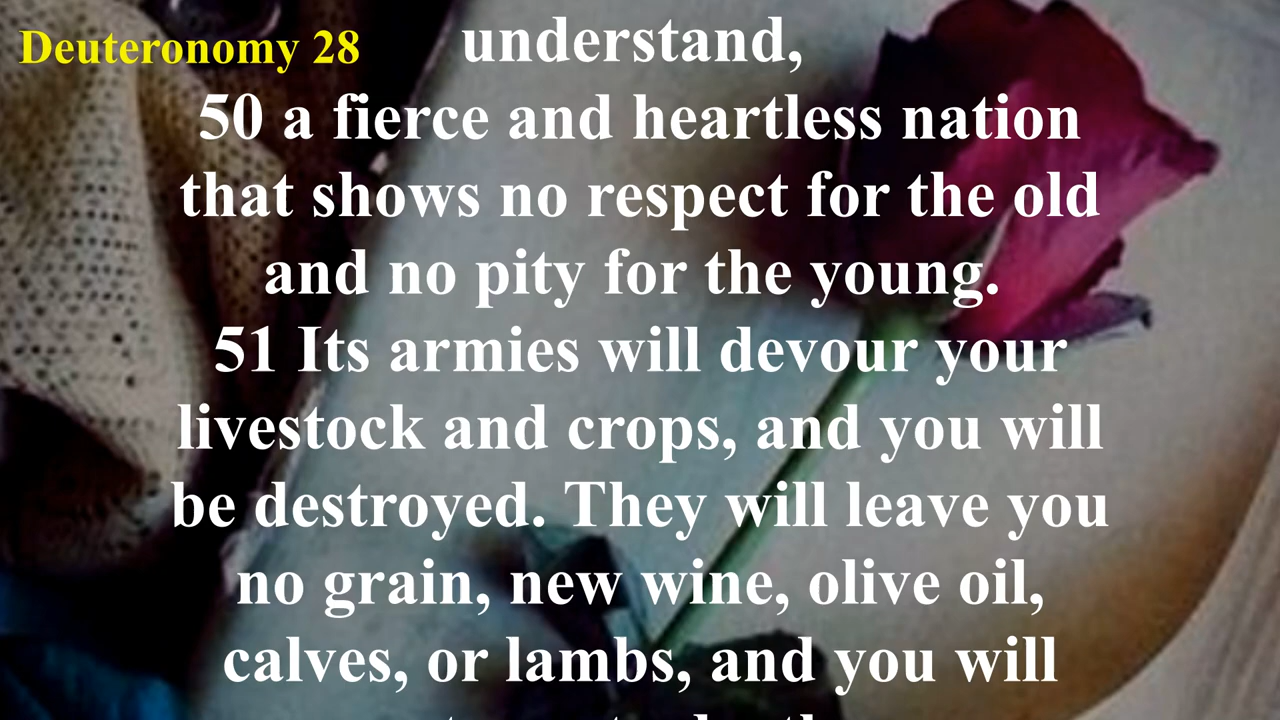 Deuteronomy 28
understand,
50 a fierce and heartless nation
that shows no respect for the old
and no pity for the young.
51 Its armies will devour your
livestock and crops, and you will
be destroyed. They will leave you
no grain, new wine, olive oil,
calves, or lambs, and you will